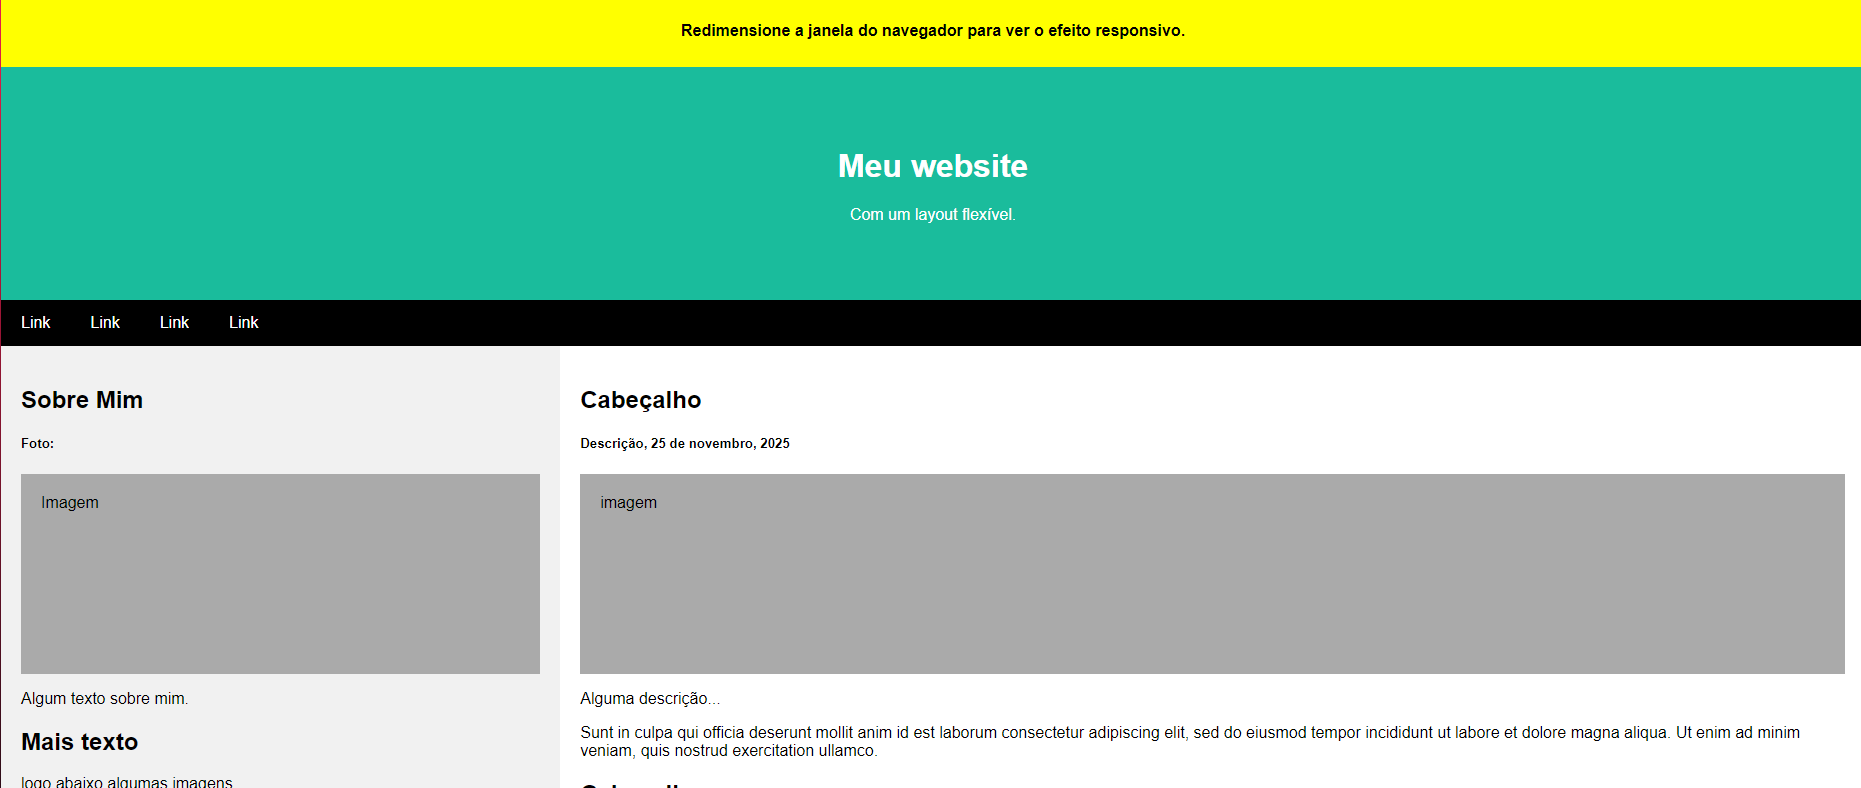 Redimensione a janela do navegador para ver o efeito responsivo.
Meu website
Com um layout flexível.
Link Link Link Link
Sobre Mim
Foto:
Imagem
Algum texto sobre mim.
Mais texto
logo abaixo algumas imagens
Cabeçalho
Descrição, 25 de novembro, 2025
imagem
Alguma descrição...
Sunt in culpa qui officia deserunt mollit anim id est laborum consectetur adipiscing elit, sed do eiusmod tempor incididunt ut labore et dolore magna aliqua. Ut enim ad minim
veniam, quis nostrud exercitation ullamco.